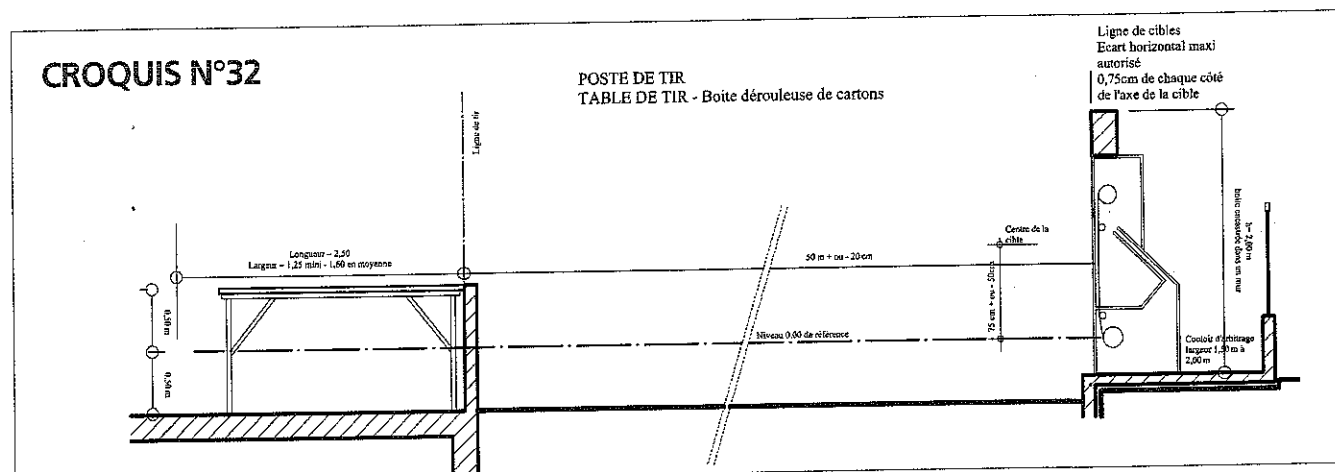 CROQUIS N°32
POSTE DE TIR
TABLE DE TIR - Boite dérouleuse de cartons
Ligne de cibles
Ecart horizontal maxi
autorisé
0,75cm de chaque côté
de l'axe de la cible
Ligne de tir
Longueur = 2,50
Largeur = 1,25 mini - 1,60 en moyenne
Centre de la
cible
50 m + ou - 20 cm
75 cm + ou - 50cm
h= 2,60 m
boite encastrée dans un mur
0,50 m
0,50 m
Niveau 0.00 de référence
Couloir d'arbitrage
largeur 1,50 m à
2,00 m